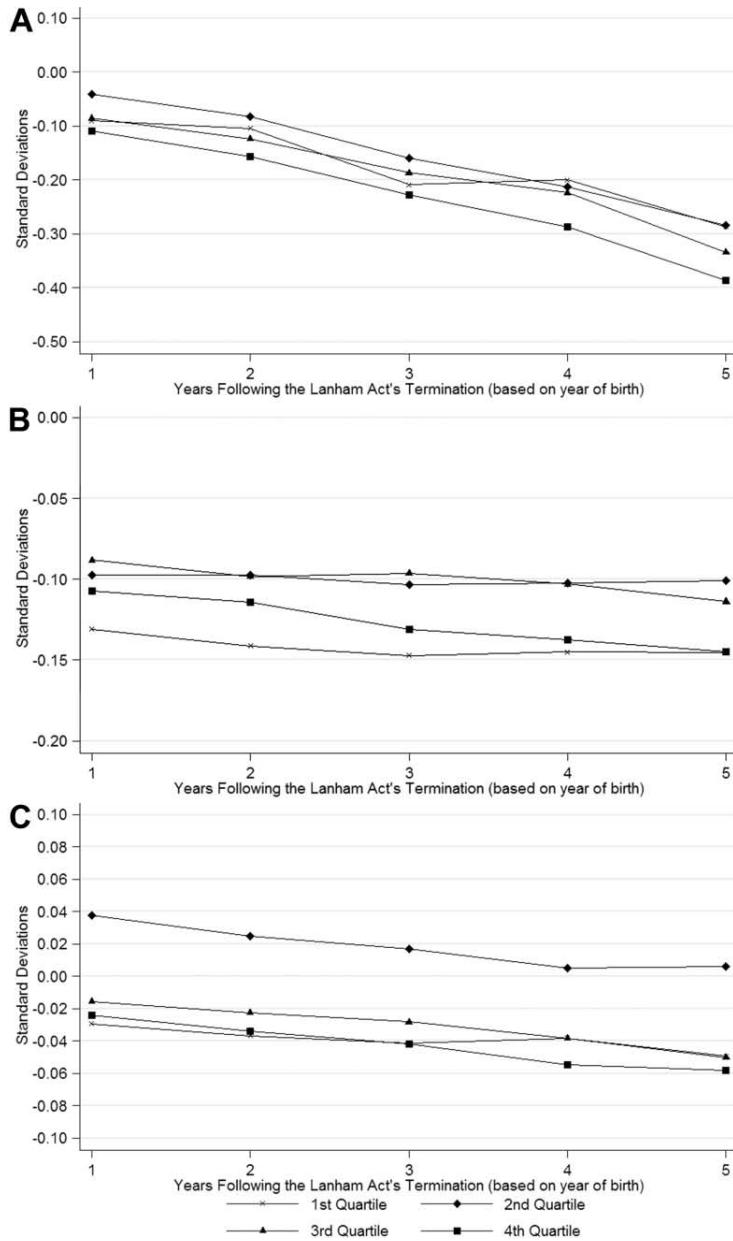 A
0.10
0.00
-0.10
-0.20
-0.30
-0.40
-0.50
Standard Deviations
1 2 3 4 5
Years Following the Lanham Act's Termination (based on year of birth)
B
0.00
-0.05
-0.10
-0.15
-0.20
Standard Deviations
1 2 3 4 5
Years Following the Lanham Act's Termination (based on year of birth)
C
0.10
0.08
0.06
0.04
0.02
0.00
-0.02
-0.04
-0.06
-0.08
-0.10
Standard Deviations
1 2 3 4 5
Years Following the Lanham Act's Termination (based on year of birth)
1st Quartile 2nd Quartile
3rd Quartile 4th Quartile